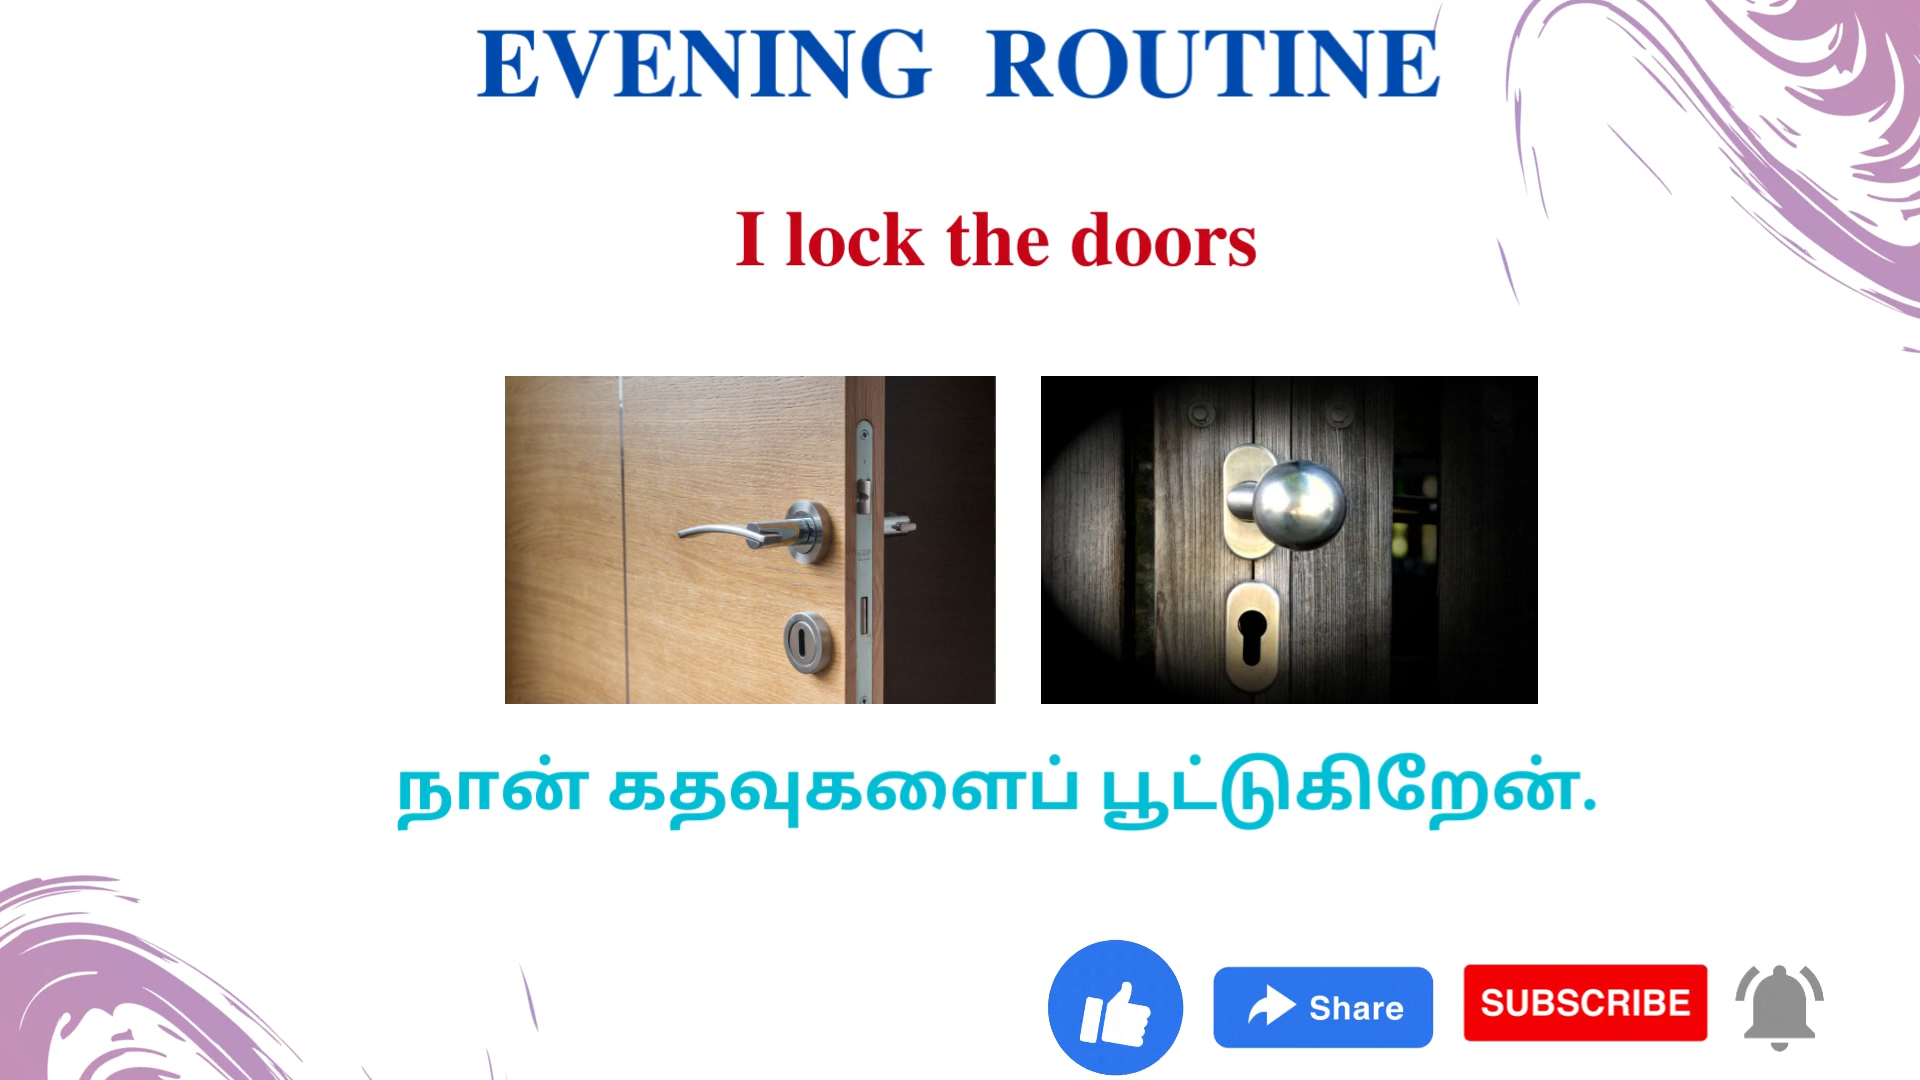 EVENING ROUTINE
I lock the doors
நான் கதவுகளைப் பூட்டுகிறேன்.
Share
SUBSCRIBE